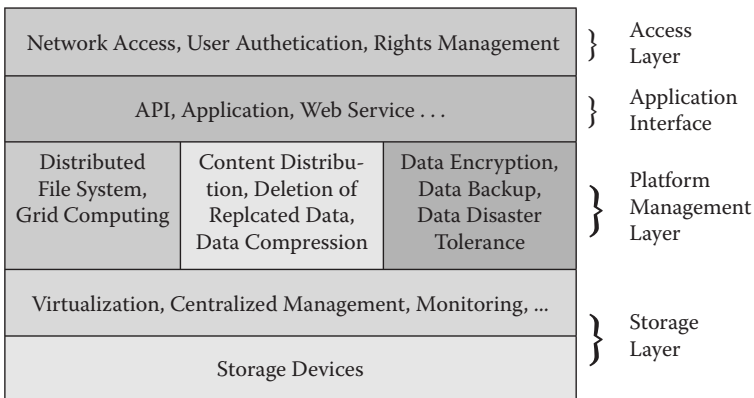 Network Access, User Authetication, Rights Management
Access
Layer
API, Application, Web Service . . .
Application
Interface
Distributed
File System,
Grid Computing
Content Distribu-
tion, Deletion of
Replcated Data,
Data Compression
Data Encryption,
Data Backup,
Data Disaster
Tolerance
Platform
Management
Layer
Virtualization, Centralized Management, Monitoring, ...
Storage Devices
Storage
Layer